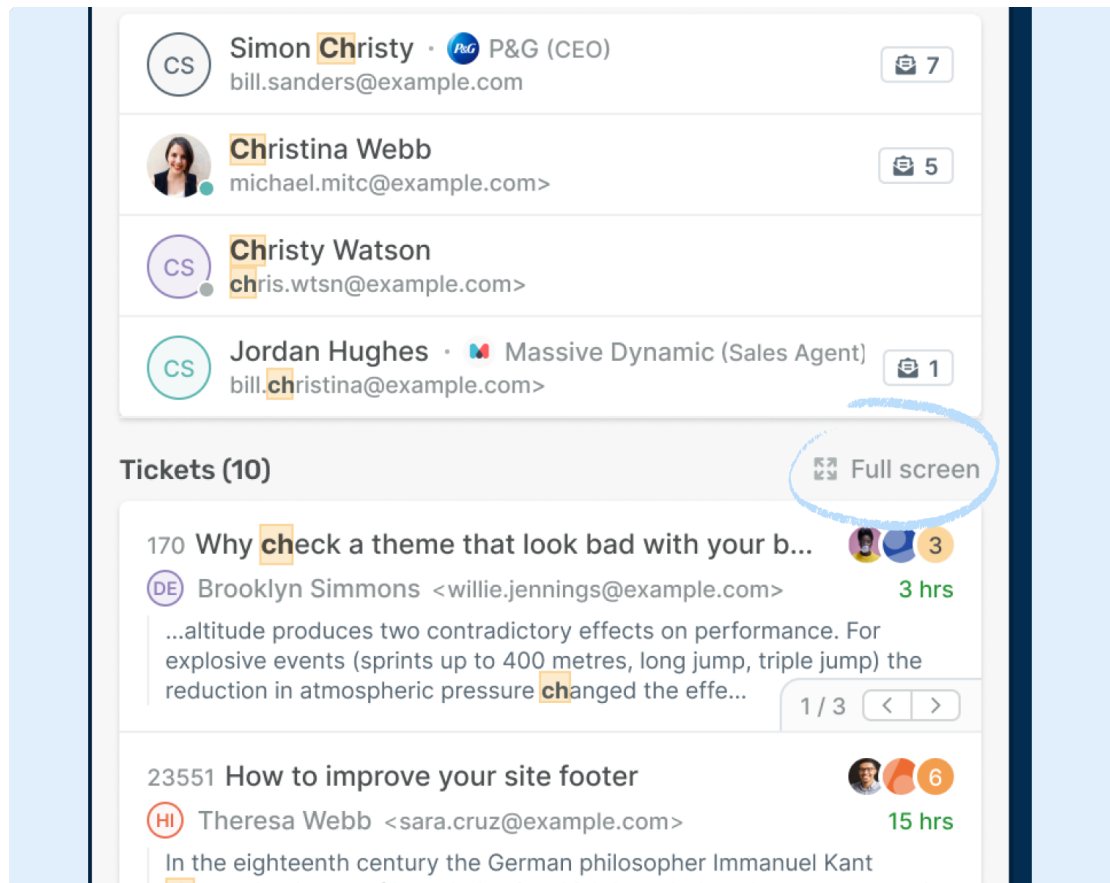 CS
Simon Christy · P&G P&G (CEO)
bill.sanders@example.com
7
Christina Webb
michael.mitc@example.com>
5
CS
Christy Watson
chris.wtsn@example.com>
CS
Jordan Hughes · Massive Dynamic (Sales Agent)
bill.christina@example.com>
1
Tickets (10)
Full screen
170 Why check a theme that look bad with your b...
3
DE Brooklyn Simmons <willie.jennings@example.com>
3 hrs
...altitude produces two contradictory effects on performance. For
explosive events (sprints up to 400 metres, long jump, triple jump) the
reduction in atmospheric pressure changed the effe...
1 / 3
23551 How to improve your site footer
6
HI Theresa Webb <sara.cruz@example.com>
15 hrs
In the eighteenth century the German philosopher Immanuel Kant